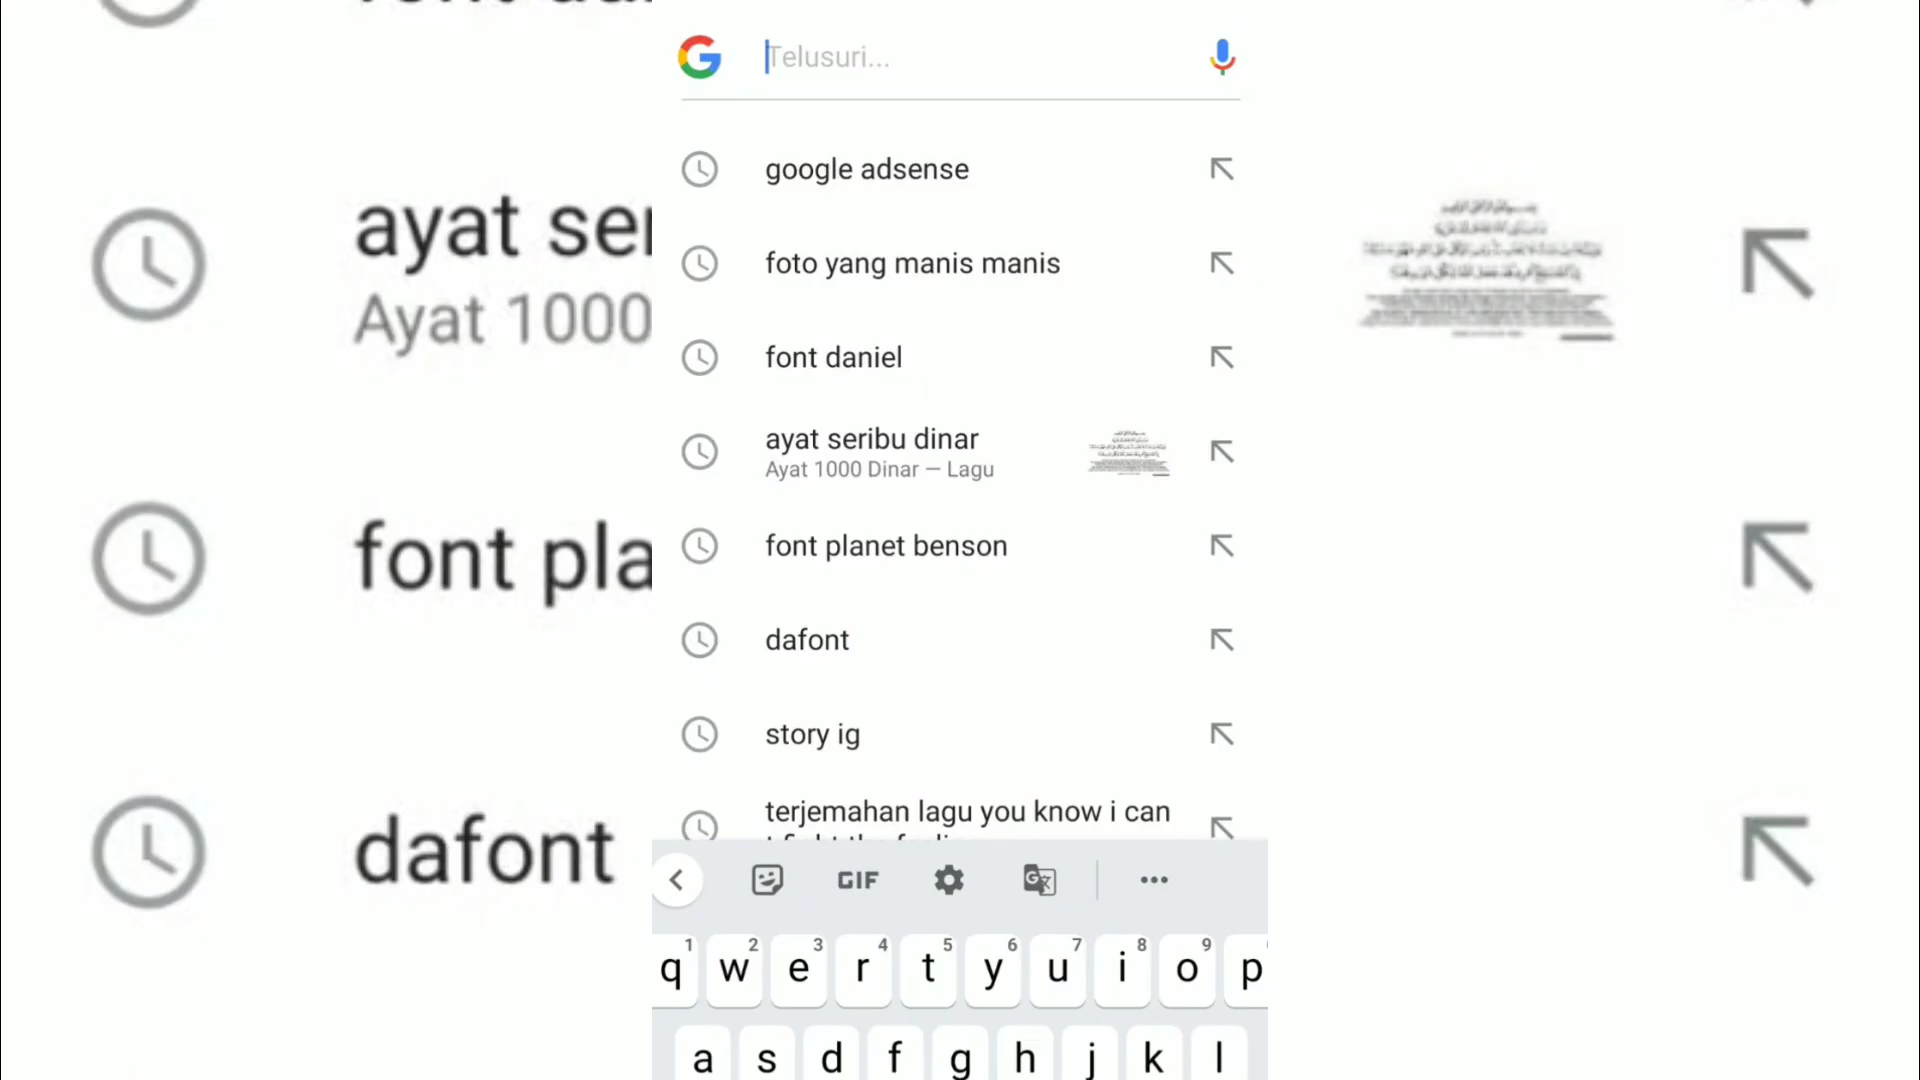 Telusuri...
google adsense
foto yang manis manis
font daniel
ayat seribu dinar
Ayat 1000 Dinar — Lagu
font planet benson
dafont
story ig
terjemahan lagu you know i can
GIF
1 2 3 4 5 6 7 8 9
q w e r t y u i o p
a s d f g h j k l
ayat ser
Ayat 1000
font pla
dafont